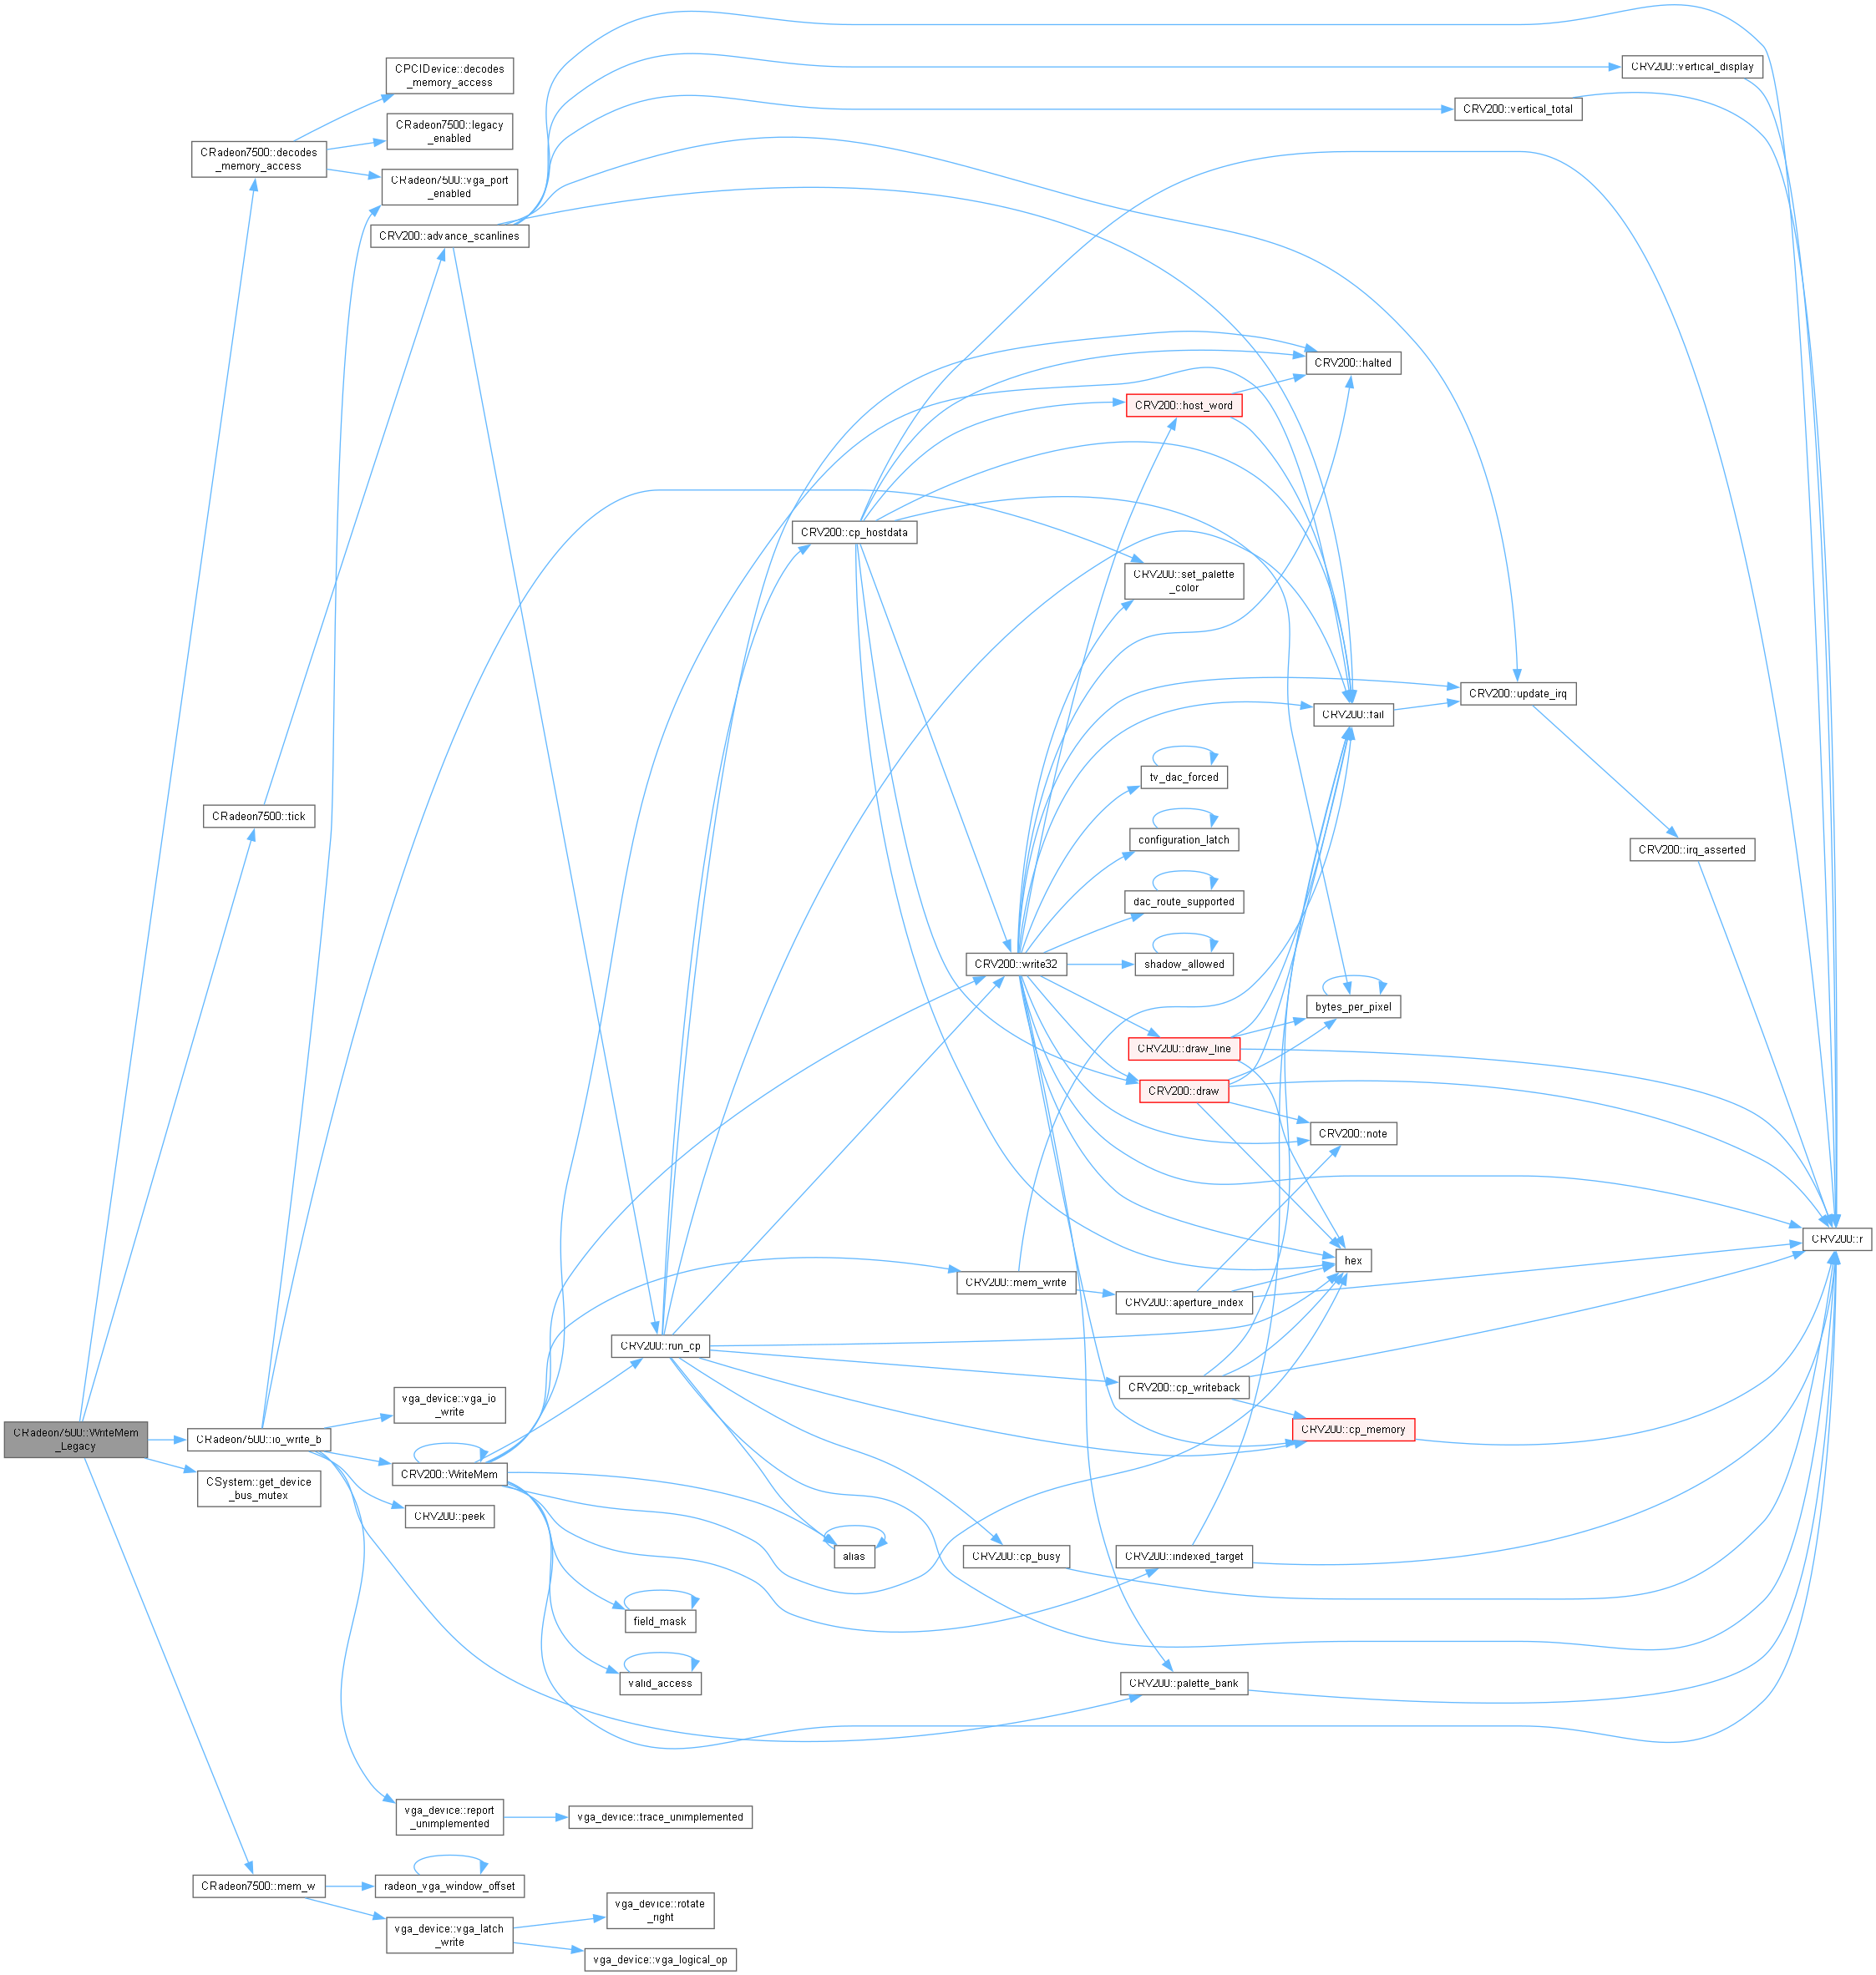 CPCIDevice::decodes
_memory_access
CRV200::vertical_display
CRV200::vertical_total
CRadeon7500::legacy
_enabled
CRadeon7500::decodes
_memory_access
CRadeon7500::vga_port
_enabled
CRV200::advance_scanlines
CRV200::halted
CRV200::host_word
CRV200::cp_hostdata
CRV200::set_palette
_color
CRV200::update_irq
CRV200::fail
tv_dac_forced
CRadeon7500::tick
configuration_latch
CRV200::irq_asserted
dac_route_supported
CRV200::write32
shadow_allowed
bytes_per_pixel
CRV200::draw_line
CRV200::draw
CRV200::note
CRV200::r
hex
CRV200::mem_write
CRV200::aperture_index
CRV200::run_cp
CRV200::cp_writeback
vga_device::vga_io
_write
CRV200::cp_memory
CRadeon7500::WriteMem
_Legacy
CRadeon7500::io_write_b
CRV200::WriteMem
CSystem::get_device
_bus_mutex
CRV200::peek
alias
CRV200::cp_busy
CRV200::indexed_target
field_mask
valid_access
CRV200::palette_bank
vga_device::report
_unimplemented
vga_device::trace_unimplemented
CRadeon7500::mem_w
radeon_vga_window_offset
vga_device::rotate
_right
vga_device::vga_latch
_write
vga_device::vga_logical_op